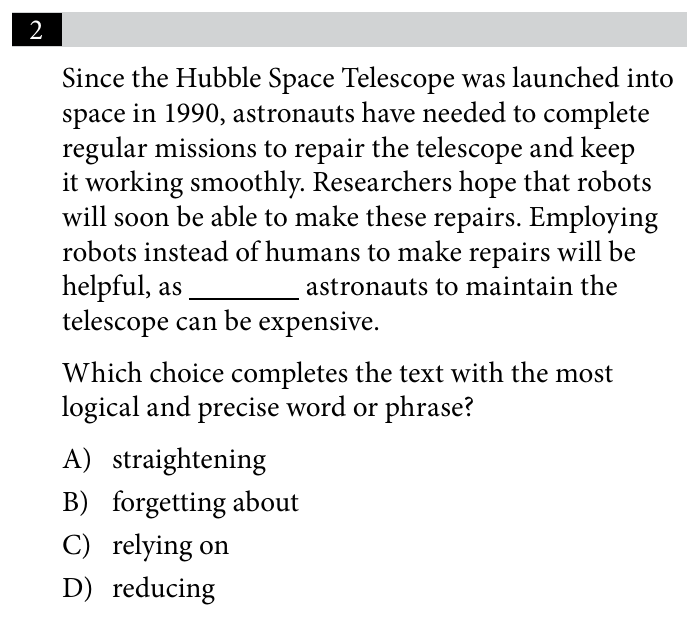 2
Since the Hubble Space Telescope was launched into
space in 1990, astronauts have needed to complete
regular missions to repair the telescope and keep
it working smoothly. Researchers hope that robots
will soon be able to make these repairs. Employing
robots instead of humans to make repairs will be
helpful, as ________ astronauts to maintain the
telescope can be expensive.
Which choice completes the text with the most
logical and precise word or phrase?
A) straightening
B) forgetting about
C) relying on
D) reducing